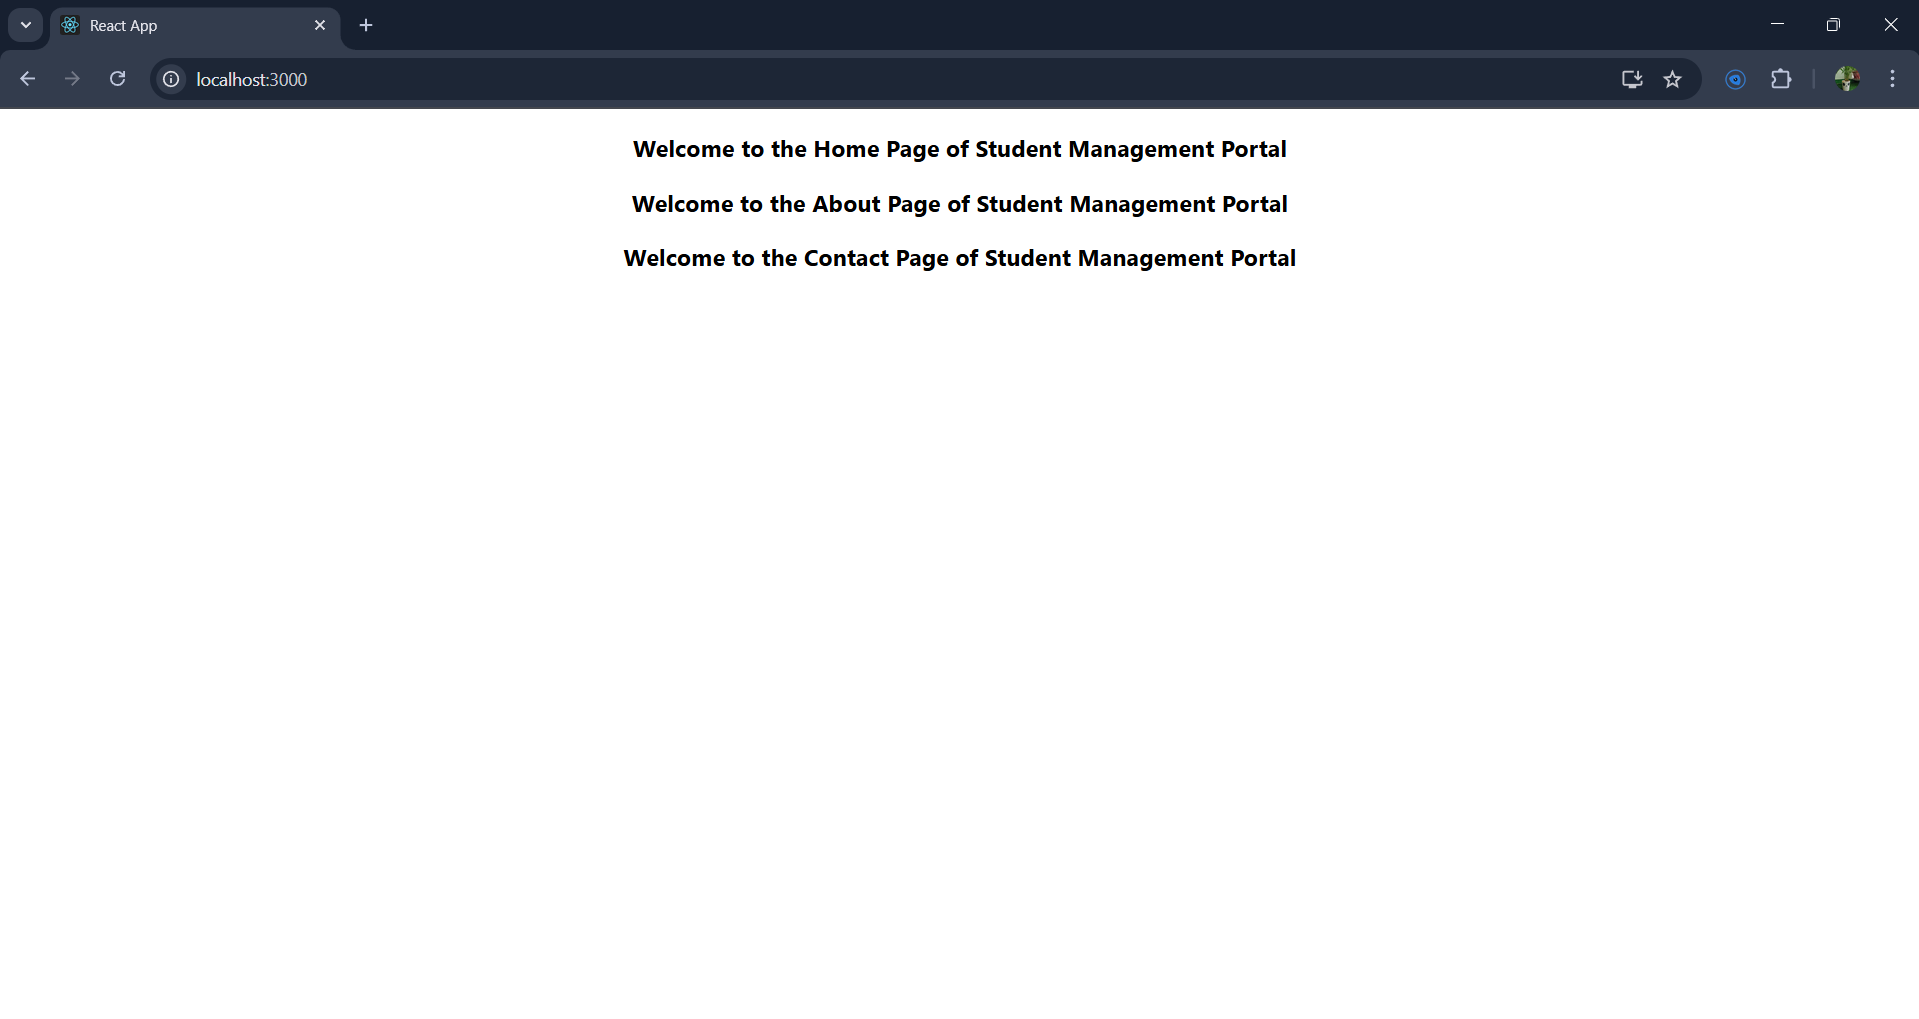 React App
localhost:3000
Welcome to the Home Page of Student Management Portal
Welcome to the About Page of Student Management Portal
Welcome to the Contact Page of Student Management Portal